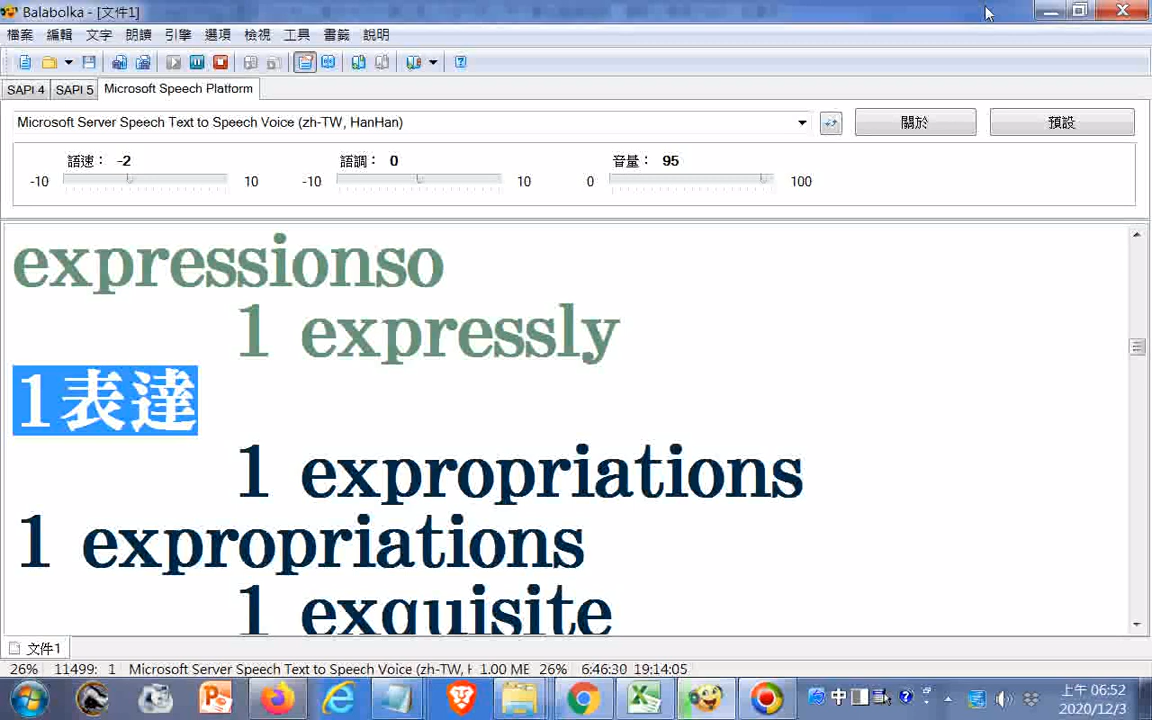 Balabolka - [文件1]
檔案 編輯 文字 朗讀 引擎 選項 檢視 工具 書籤 說明
SAPI 4 SAPI 5 Microsoft Speech Platform
Microsoft Server Speech Text to Speech Voice (zh-TW, HanHan) 關於 預設
語速： -2 語調： 0 音量： 95
-10 10 -10 10 0 100
expressionso
1 expressly
1表達
1 expropriations
1 expropriations
1 exquisite
文件1
26% 11499: 1 Microsoft Server Speech Text to Speech Voice (zh-TW, H 1.00 ME 26% 6:46:30 19:14:05
中 上午 06:52
2020/12/3